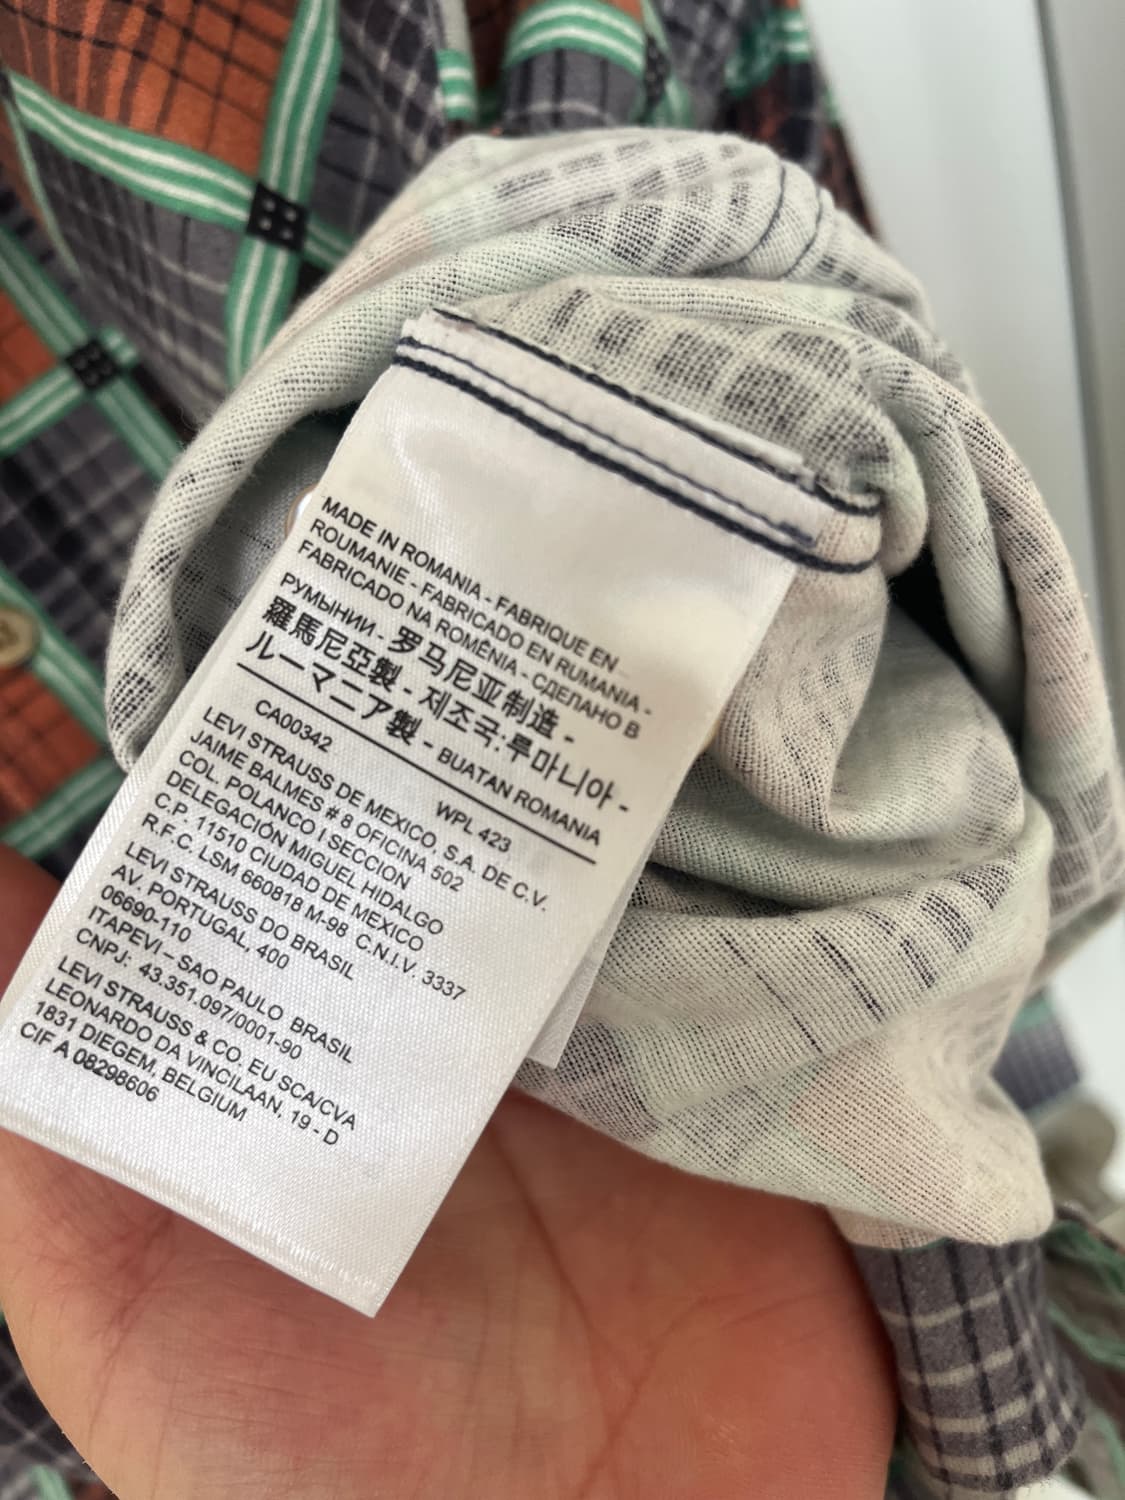 MADE IN ROMANIA - FABRIQUE EN
ROUMANIE - FABRICADO EN RUMANIA -
FABRICADO NA ROMÊNIA - СДЕЛАНО В
РУМЫНИИ - 罗马尼亚制造 -
羅馬尼亞製 - 제조국:루마니아 -
ルーマニア製 - BUATAN ROMANIA
CA00342 WPL 423
LEVI STRAUSS DE MEXICO, S.A. DE C.V.
JAIME BALMES # 8 OFICINA 502
COL. POLANCO I SECCION
DELEGACIÓN MIGUEL HIDALGO
C.P. 11510 CIUDAD DE MEXICO
R.F.C. LSM 660818 M-98 C.N.I.V. 3337
LEVI STRAUSS DO BRASIL
AV. PORTUGAL, 400
06690-110
ITAPEVI – SAO PAULO BRASIL
CNPJ: 43.351.097/0001-90
LEVI STRAUSS & CO. EU SCA/CVA
LEONARDO DA VINCILAAN, 19 - D
1831 DIEGEM, BELGIUM
CIF A 08298606